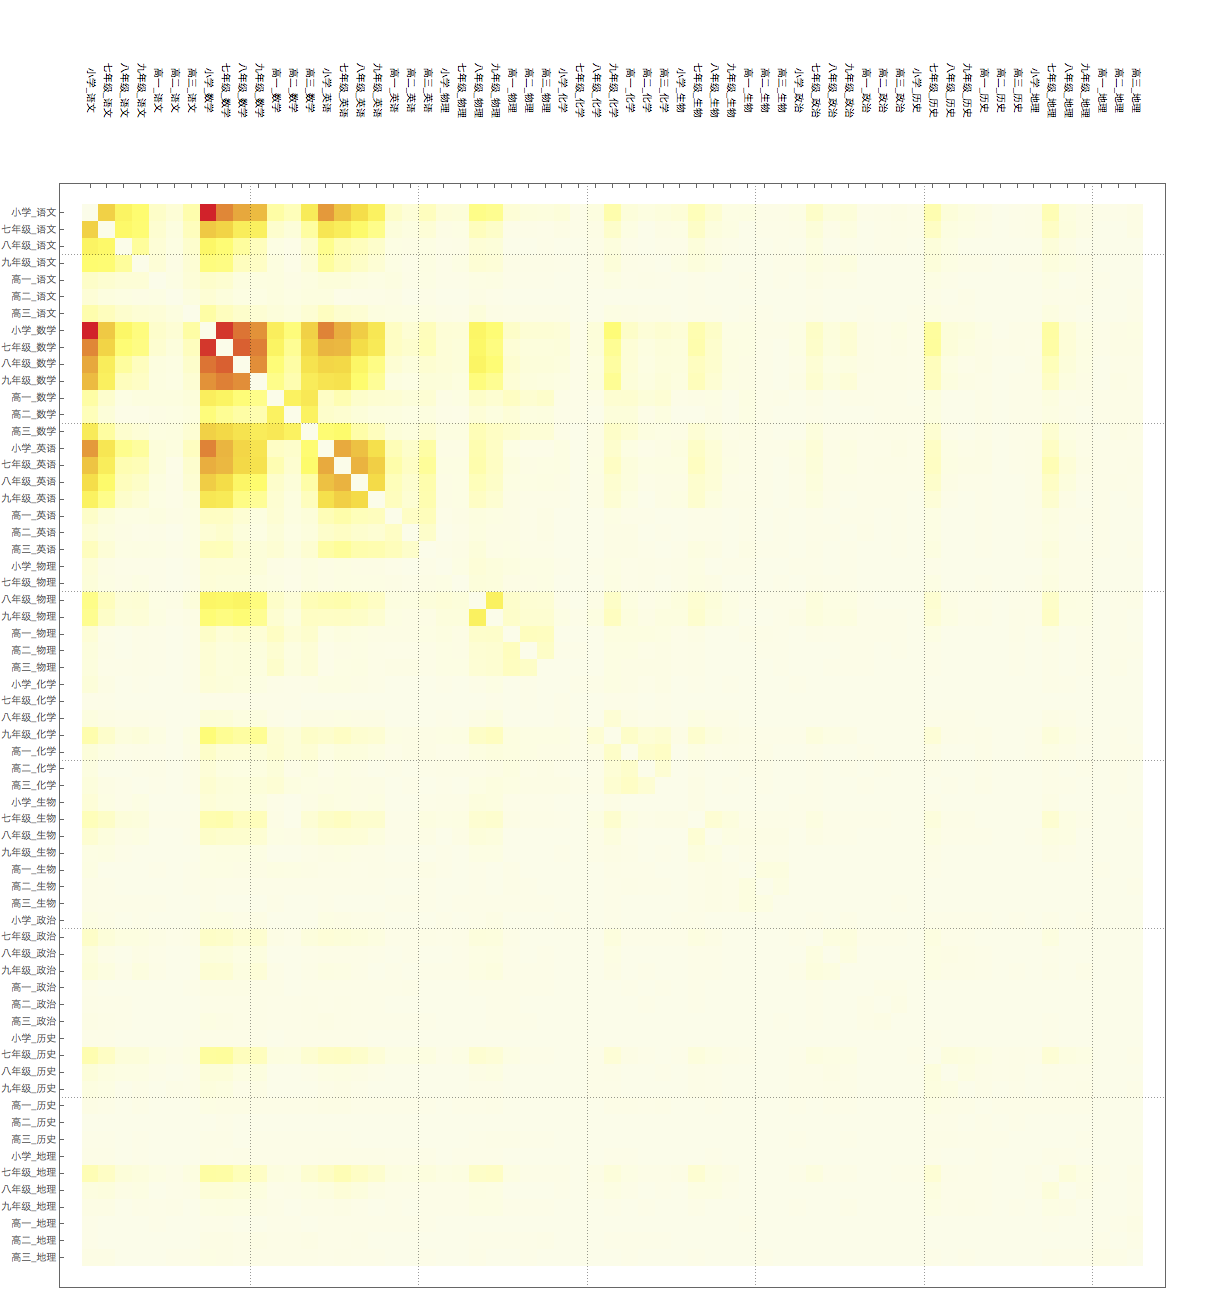 小学_语文
七年级_语文
八年级_语文
九年级_语文
高一_语文
高二_语文
高三_语文
小学_数学
七年级_数学
八年级_数学
九年级_数学
高一_数学
高二_数学
高三_数学
小学_英语
七年级_英语
八年级_英语
九年级_英语
高一_英语
高二_英语
高三_英语
小学_物理
七年级_物理
八年级_物理
九年级_物理
高一_物理
高二_物理
高三_物理
小学_化学
七年级_化学
八年级_化学
九年级_化学
高一_化学
高二_化学
高三_化学
小学_生物
七年级_生物
八年级_生物
九年级_生物
高一_生物
高二_生物
高三_生物
小学_政治
七年级_政治
八年级_政治
九年级_政治
高一_政治
高二_政治
高三_政治
小学_历史
七年级_历史
八年级_历史
九年级_历史
高一_历史
高二_历史
高三_历史
小学_地理
七年级_地理
八年级_地理
九年级_地理
高一_地理
高二_地理
高三_地理
小学_语文
七年级_语文
八年级_语文
九年级_语文
高一_语文
高二_语文
高三_语文
小学_数学
七年级_数学
八年级_数学
九年级_数学
高一_数学
高二_数学
高三_数学
小学_英语
七年级_英语
八年级_英语
九年级_英语
高一_英语
高二_英语
高三_英语
小学_物理
七年级_物理
八年级_物理
九年级_物理
高一_物理
高二_物理
高三_物理
小学_化学
七年级_化学
八年级_化学
九年级_化学
高一_化学
高二_化学
高三_化学
小学_生物
七年级_生物
八年级_生物
九年级_生物
高一_生物
高二_生物
高三_生物
小学_政治
七年级_政治
八年级_政治
九年级_政治
高一_政治
高二_政治
高三_政治
小学_历史
七年级_历史
八年级_历史
九年级_历史
高一_历史
高二_历史
高三_历史
小学_地理
七年级_地理
八年级_地理
九年级_地理
高一_地理
高二_地理
高三_地理